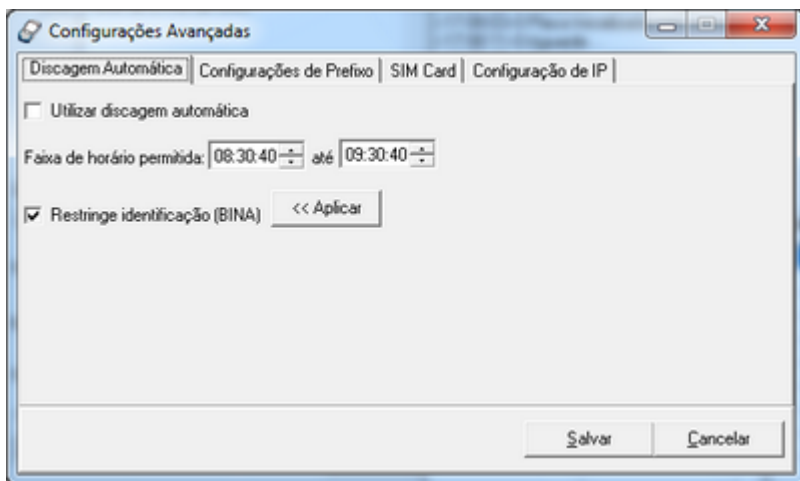 Configurações Avançadas
Discagem Automática Configurações de Prefixo SIM Card Configuração de IP
Utilizar discagem automática
Faixa de horário permitida: 08:30:40 até 09:30:40
Restringe identificação (BINA) << Aplicar
Salvar Cancelar